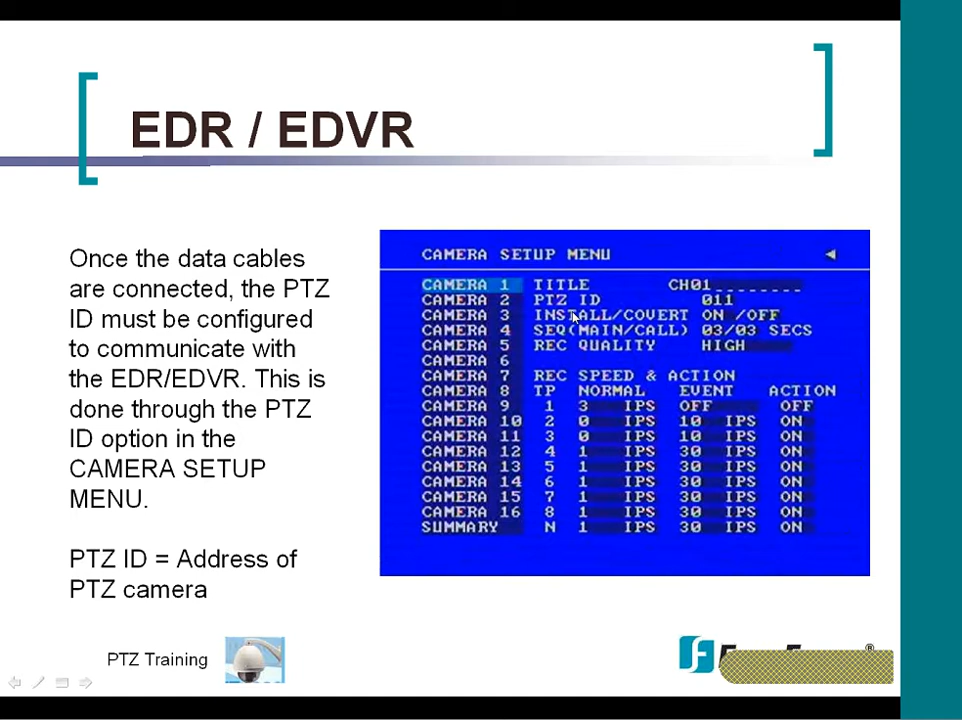 EDR / EDVR
Once the data cables
are connected, the PTZ
ID must be configured
to communicate with
the EDR/EDVR. This is
done through the PTZ
ID option in the
CAMERA SETUP
MENU.
PTZ ID = Address of
PTZ camera
CAMERA SETUP MENU
CAMERA 1 TITLE CH01_________
CAMERA 2 PTZ ID 011
CAMERA 3 INSTALL/COVERT ON /OFF
CAMERA 4 SEQ(MAIN/CALL) 03/03 SECS
CAMERA 5 REC QUALITY HIGH
CAMERA 6
CAMERA 7 REC SPEED & ACTION
CAMERA 8 TP NORMAL EVENT ACTION
CAMERA 9 1 3 IPS OFF OFF
CAMERA 10 2 0 IPS 10 IPS ON
CAMERA 11 3 0 IPS 10 IPS ON
CAMERA 12 4 1 IPS 30 IPS ON
CAMERA 13 5 1 IPS 30 IPS ON
CAMERA 14 6 1 IPS 30 IPS ON
CAMERA 15 7 1 IPS 30 IPS ON
CAMERA 16 8 1 IPS 30 IPS ON
SUMMARY N 1 IPS 30 IPS ON
PTZ Training
®